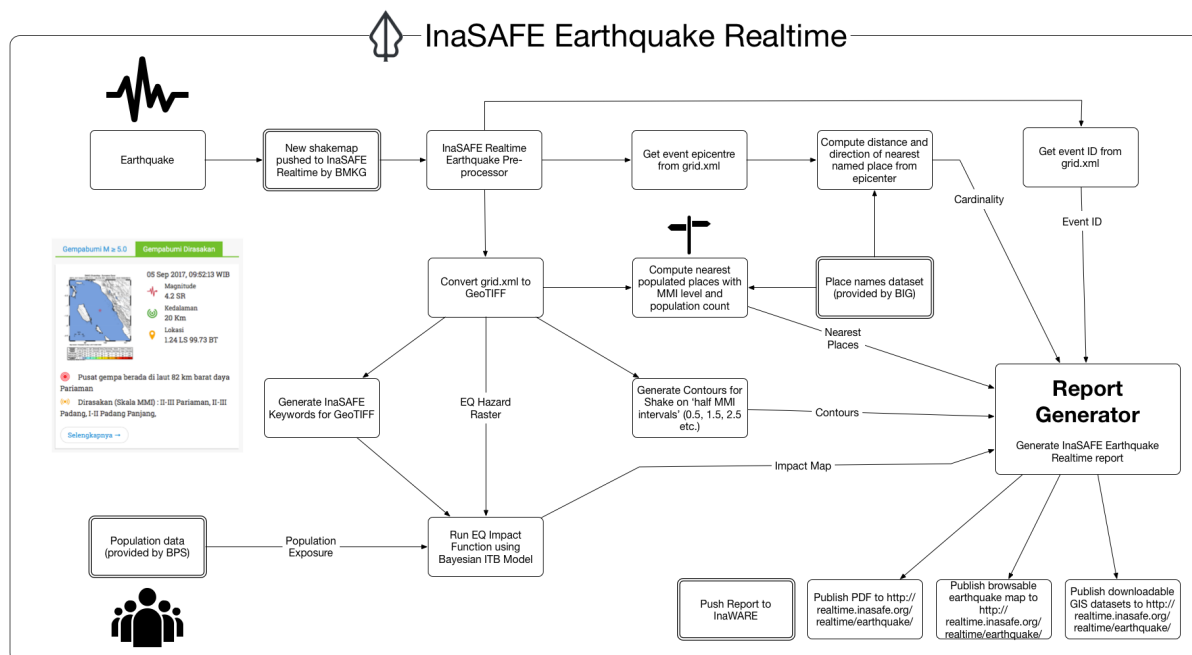 InaSAFE Earthquake Realtime
Earthquake
New shakemap
pushed to InaSAFE
Realtime by BMKG
InaSAFE Realtime
Earthquake Pre-
processor
Get event epicentre
from grid.xml
Compute distance and
direction of nearest
named place from
epicenter
Get event ID from
grid.xml
Cardinality
Event ID
Gempabumi M ≥ 5.0
Gempabumi Dirasakan
05 Sep 2017, 09:52:13 WIB
Magnitude
4.2 SR
Kedalaman
20 Km
Lokasi
1.24 LS 99.73 BT
Pusat gempa berada di laut 82 km barat daya
Pariaman
Dirasakan (Skala MMI) : II-III Pariaman, II-III
Padang, I-II Padang Panjang,
Selengkapnya →
Convert grid.xml to
GeoTIFF
Compute nearest
populated places with
MMI level and
population count
Place names dataset
(provided by BIG)
Nearest
Places
Generate InaSAFE
Keywords for GeoTIFF
EQ Hazard
Raster
Generate Contours for
Shake on ‘half MMI
intervals’ (0.5, 1.5, 2.5
etc.)
Contours
Report
Generator
Generate InaSAFE Earthquake
Realtime report
Impact Map
Population data
(provided by BPS)
Population
Exposure
Run EQ Impact
Function using
Bayesian ITB Model
Push Report to
InaWARE
Publish PDF to http://
realtime.inasafe.org/
realtime/earthquake/
Publish browsable
earthquake map to
http://
realtime.inasafe.org/
realtime/earthquake/
Publish downloadable
GIS datasets to http://
realtime.inasafe.org/
realtime/earthquake/